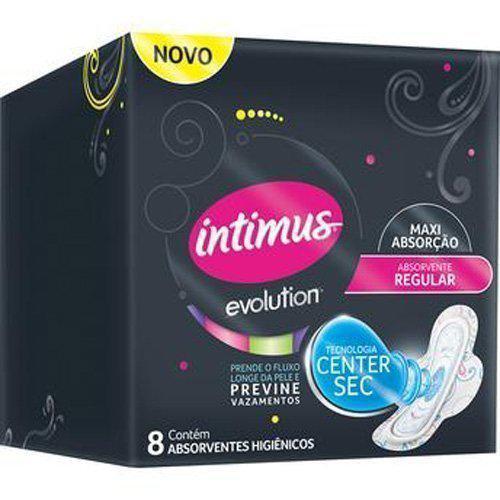 NOVO
intimus
evolution
MAXI
ABSORÇÃO
ABSORVENTE
REGULAR
TECNOLOGIA
CENTER
SEC
PRENDE O FLUXO
LONGE DA PELE E
PREVINE
VAZAMENTOS
8 Contém
ABSORVENTES HIGIÊNICOS